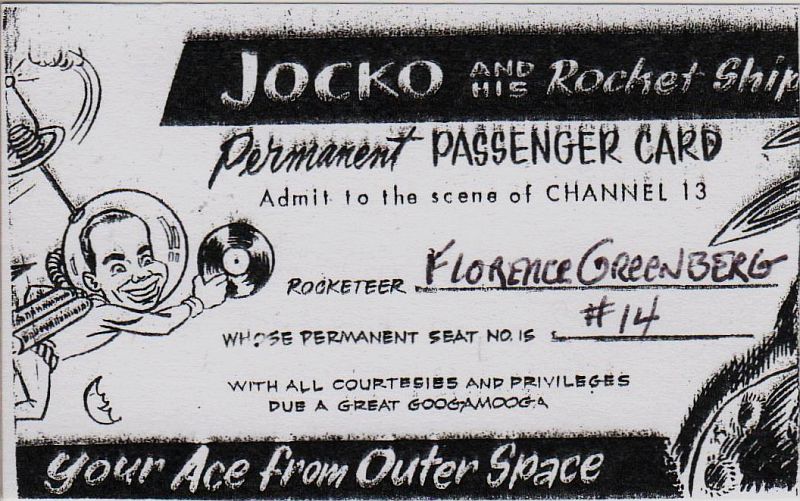 JOCKO AND HIS Rocket Ship
Permanent PASSENGER CARD
Admit to the scene of CHANNEL 13
ROCKETEER FLORENCE GREENBERG
WHOSE PERMANENT SEAT NO. IS #14
WITH ALL COURTESIES AND PRIVILEGES
DUE A GREAT GOOGAMOOGA
your Ace from Outer Space